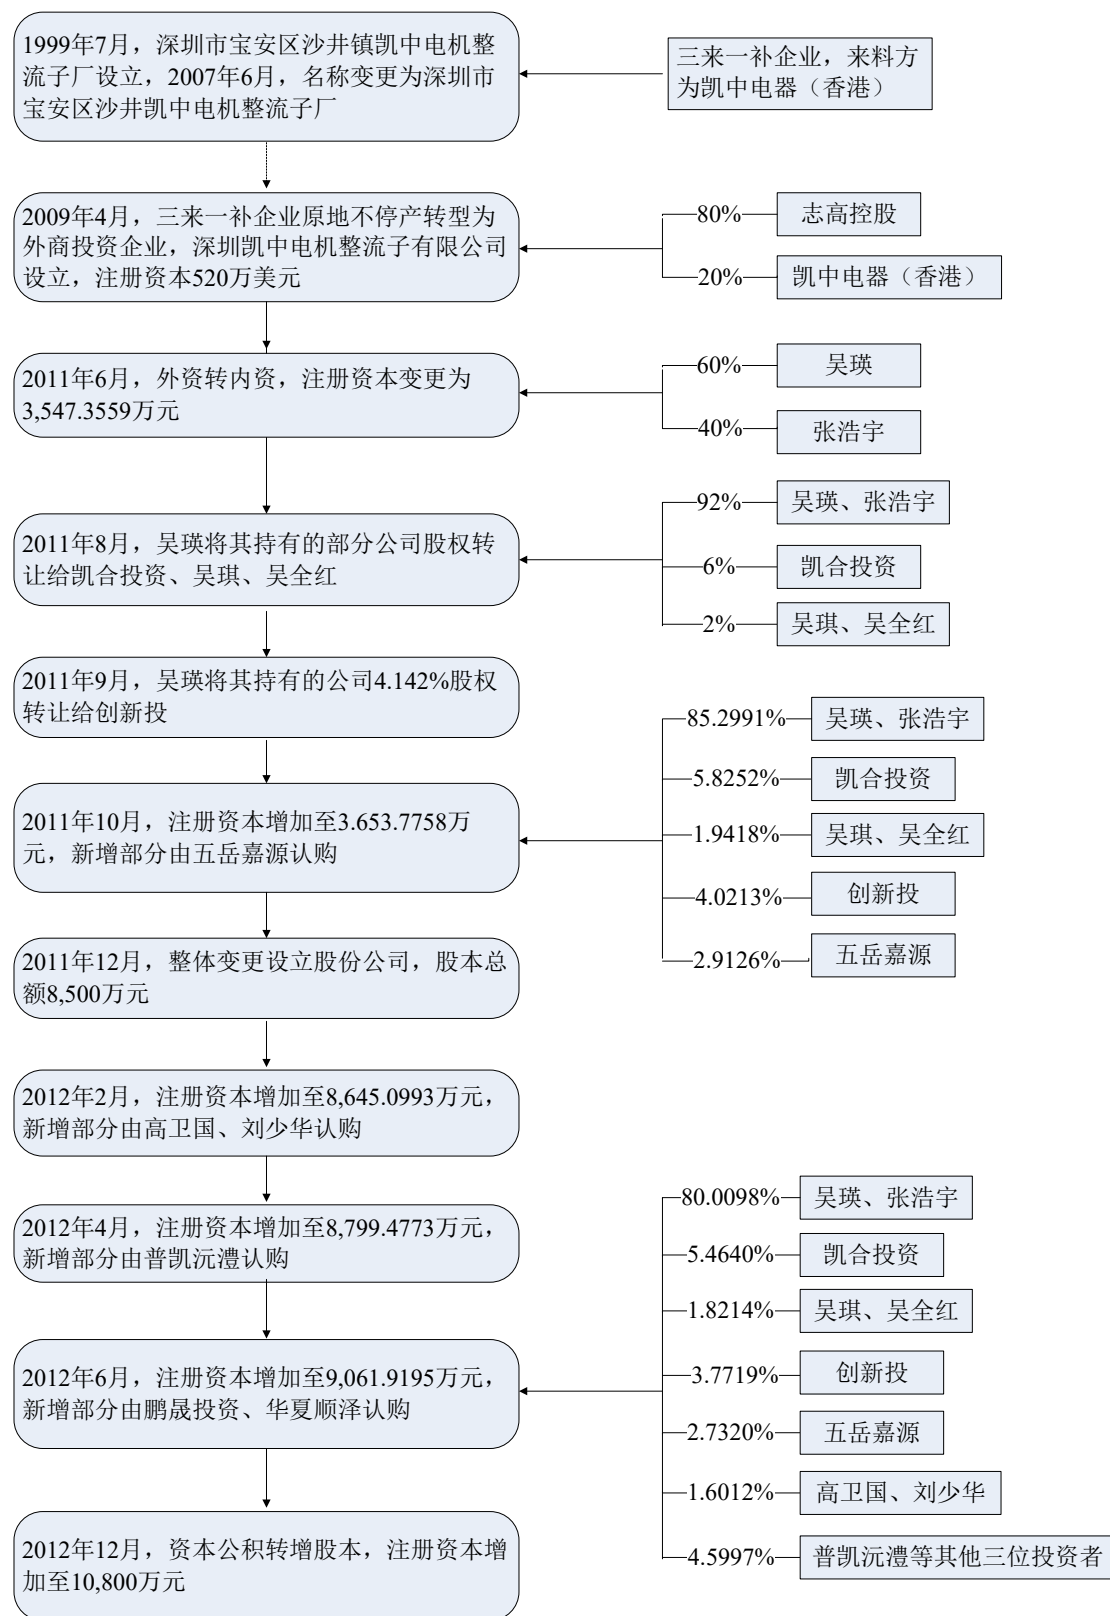 1999年7月，深圳市宝安区沙井镇凯中电机整
流子厂设立，2007年6月，名称变更为深圳市
宝安区沙井凯中电机整流子厂
三来一补企业，来料方
为凯中电器（香港）
2009年4月，三来一补企业原地不停产转型为
外商投资企业，深圳凯中电机整流子有限公司
设立，注册资本520万美元
80%
志高控股
20%
凯中电器（香港）
2011年6月，外资转内资，注册资本变更为
3,547.3559万元
60%
吴瑛
40%
张浩宇
2011年8月，吴瑛将其持有的部分公司股权转
让给凯合投资、吴琪、吴全红
92%
吴瑛、张浩宇
6%
凯合投资
2%
吴琪、吴全红
2011年9月，吴瑛将其持有的公司4.142%股权
转让给创新投
2011年10月，注册资本增加至3.653.7758万
元，新增部分由五岳嘉源认购
85.2991%
吴瑛、张浩宇
5.8252%
凯合投资
1.9418%
吴琪、吴全红
4.0213%
创新投
2.9126%
五岳嘉源
2011年12月，整体变更设立股份公司，股本总
额8,500万元
2012年2月，注册资本增加至8,645.0993万元，
新增部分由高卫国、刘少华认购
2012年4月，注册资本增加至8,799.4773万元，
新增部分由普凯沅澧认购
2012年6月，注册资本增加至9,061.9195万元，
新增部分由鹏晟投资、华夏顺泽认购
80.0098%
吴瑛、张浩宇
5.4640%
凯合投资
1.8214%
吴琪、吴全红
3.7719%
创新投
2.7320%
五岳嘉源
1.6012%
高卫国、刘少华
4.5997%
普凯沅澧等其他三位投资者
2012年12月，资本公积转增股本，注册资本增
加至10,800万元